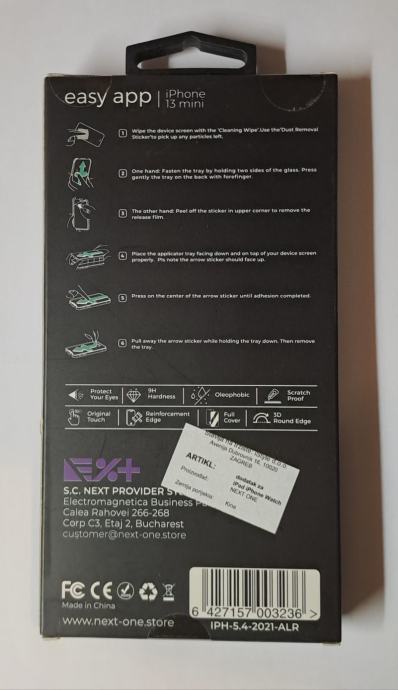 easy app | iPhone 13 mini
1 Wipe the device screen with the 'Cleaning Wipe'.Use the'Dust Removal
Sticker'to pick up any particles left.
2 One hand: Fasten the tray by holding two sides of the glass. Press
gently the tray on the back with forefinger.
3 The other hand: Peel off the sticker in upper corner to remove the
release film.
4 Place the applicator tray facing down and on top of your device screen
properly. Pls note the arrow sticker should face up.
5 Press on the center of the arrow sticker until adhesion completed.
6 Pull away the arrow sticker while holding the tray down. Then remove
the tray.
Protect Your Eyes
9H Hardness
Oleophobic
Scratch Proof
Original Touch
Reinforcement Edge
Full Cover
3D Round Edge
d.o.o.
Avenija Dubrovnik 16, 10020
ZAGREB
ARTIKL:
dodatak za
iPad iPhone Watch
Proizvođač: NEXT ONE
Zemlja porijekla: Kina
NEXT
S.C. NEXT PROVIDER
Electromagnetica Business
Calea Rahovei 266-268
Corp C3, Etaj 2, Bucharest
customer@next-one.store
FC CE
Made in China
www.next-one.store
6 427157 003236 >
IPH-5.4-2021-ALR